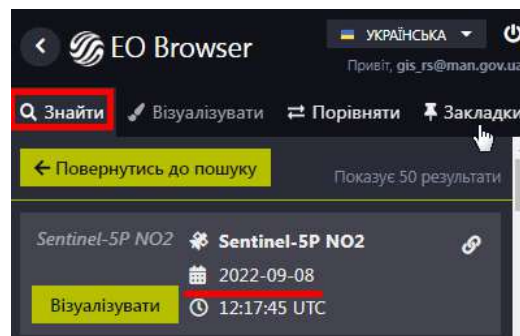 EO Browser
УКРАЇНСЬКА
Привіт, gis_rs@man.gov.ua
Знайти Візуалізувати Порівняти Закладки
Повернутись до пошуку Показує 50 результати
Sentinel-5P NO2 Sentinel-5P NO2
2022-09-08
Візуалізувати 12:17:45 UTC